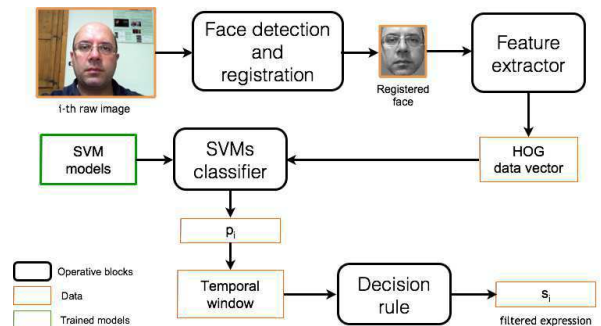 Face detection
and
registration
Feature
extractor
i-th raw image
Registered
face
SVM
models
SVMs
classifier
HOG
data vector
pi
Temporal
window
Decision
rule
si
filtered expression
Operative blocks
Data
Trained models